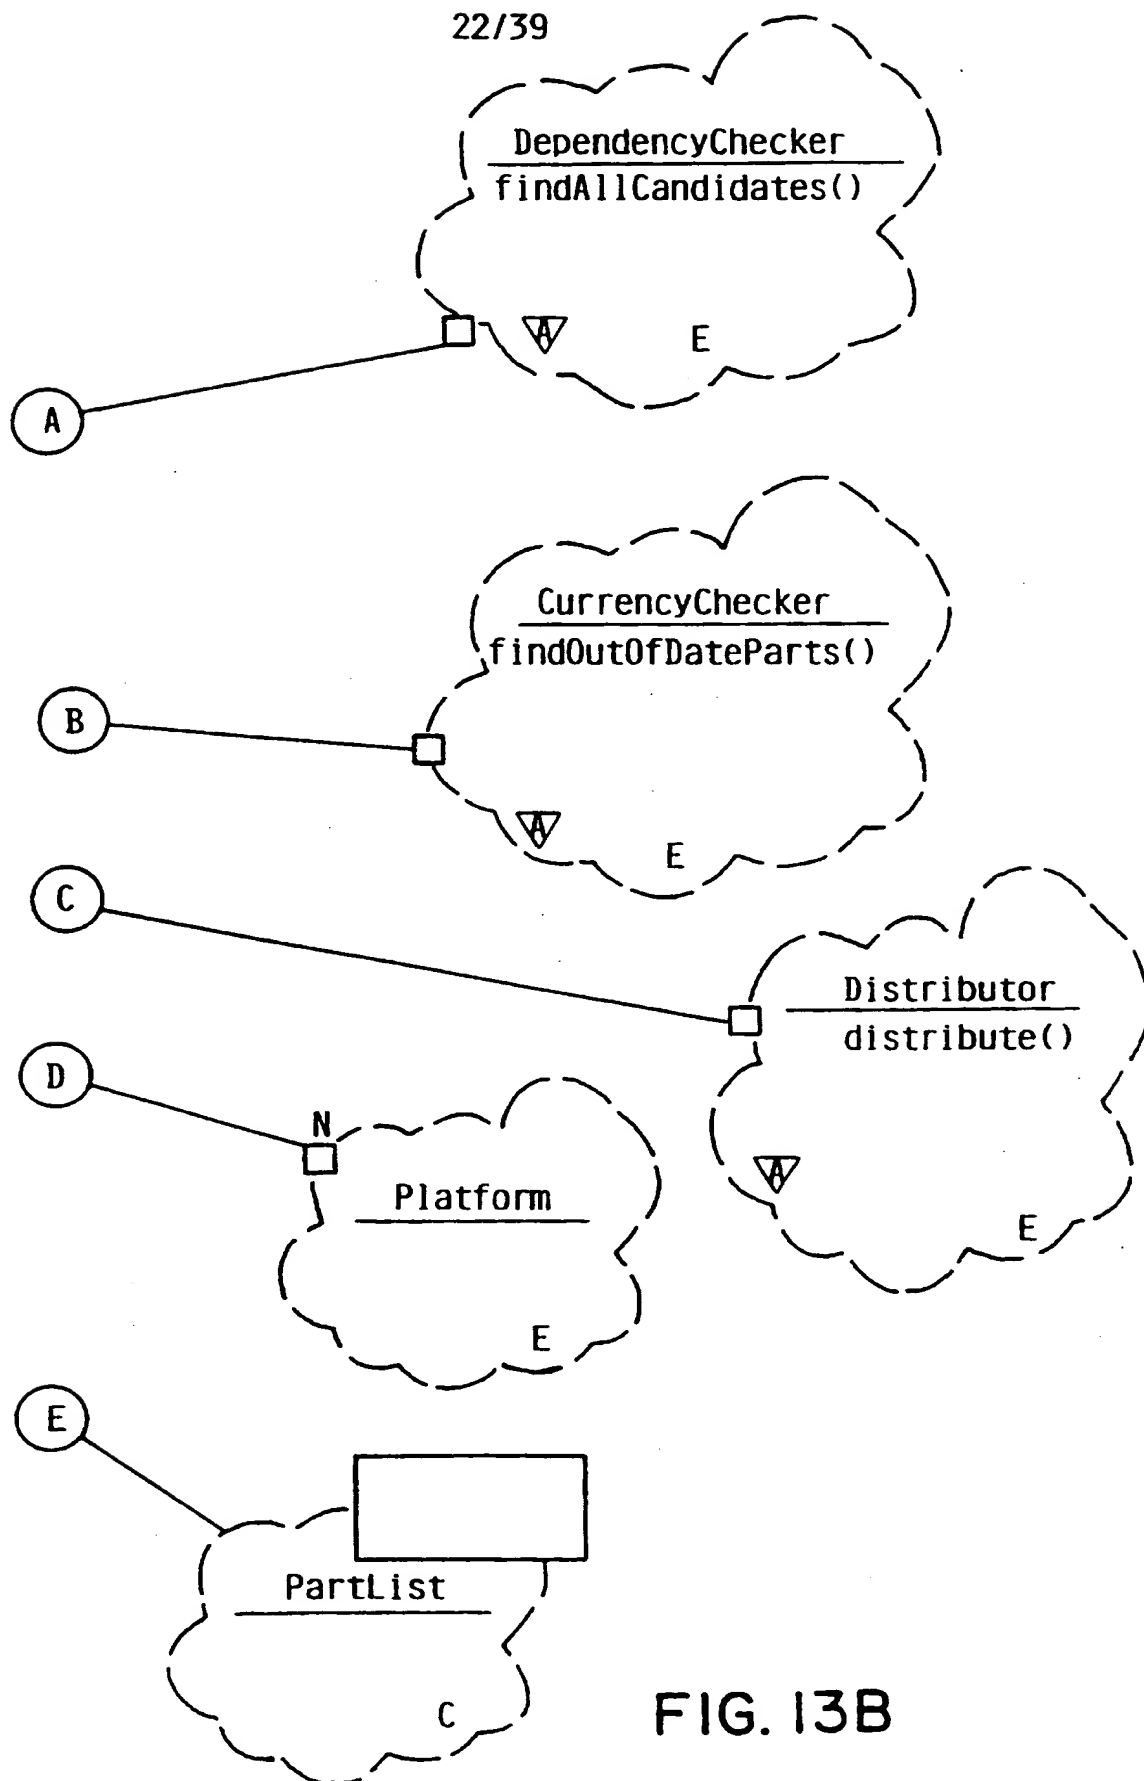 22/39
DependencyChecker
findAllCandidates()
A
E
A
CurrencyChecker
findOutOfDateParts()
B
A
E
C
Distributor
distribute()
D
N
Platform
A
E
E
E
PartList
C
FIG. 13B